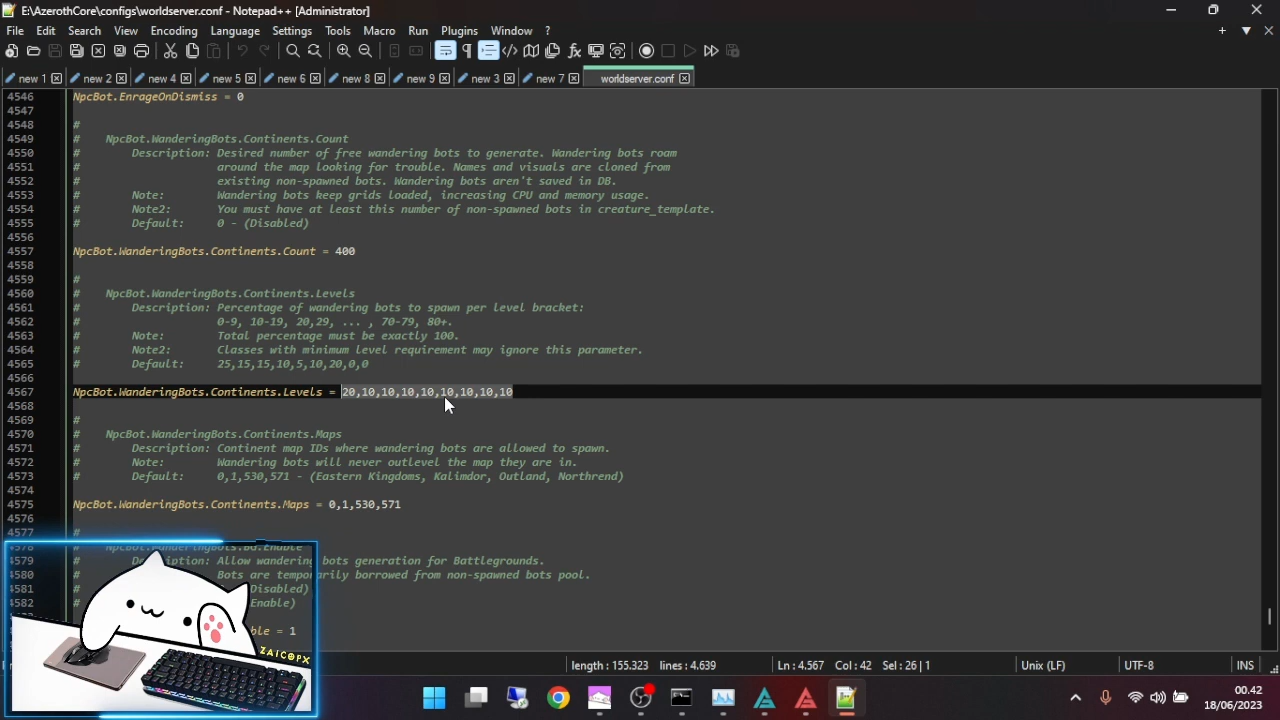 E:\AzerothCore\configs\worldserver.conf - Notepad++ [Administrator]
File Edit Search View Encoding Language Settings Tools Macro Run Plugins Window ?
new 1 new 2 new 4 new 5 new 6 new 8 new 9 new 3 new 7 worldserver.conf
4546 NpcBot.EnrageOnDismiss = 0
4547
4548 #
4549 # NpcBot.WanderingBots.Continents.Count
4550 # Description: Desired number of free wandering bots to generate. Wandering bots roam
4551 # around the map looking for trouble. Names and visuals are cloned from
4552 # existing non-spawned bots. Wandering bots aren't saved in DB.
4553 # Note: Wandering bots keep grids loaded, increasing CPU and memory usage.
4554 # Note2: You must have at least this number of non-spawned bots in creature_template.
4555 # Default: 0 - (Disabled)
4556
4557 NpcBot.WanderingBots.Continents.Count = 400
4558
4559 #
4560 # NpcBot.WanderingBots.Continents.Levels
4561 # Description: Percentage of wandering bots to spawn per level bracket:
4562 # 0-9, 10-19, 20,29, ... , 70-79, 80+.
4563 # Note: Total percentage must be exactly 100.
4564 # Note2: Classes with minimum level requirement may ignore this parameter.
4565 # Default: 25,15,15,10,5,10,20,0,0
4566
4567 NpcBot.WanderingBots.Continents.Levels = 20,10,10,10,10,10,10,10,10
4568
4569 #
4570 # NpcBot.WanderingBots.Continents.Maps
4571 # Description: Continent map IDs where wandering bots are allowed to spawn.
4572 # Note: Wandering bots will never outlevel the map they are in.
4573 # Default: 0,1,530,571 - (Eastern Kingdoms, Kalimdor, Outland, Northrend)
4574
4575 NpcBot.WanderingBots.Continents.Maps = 0,1,530,571
4576
4577 #
4578 # NpcBot.WanderingBots.BG.Enable
4579 # Description: Allow wandering bots generation for Battlegrounds.
4580 # Bots are temporarily borrowed from non-spawned bots pool.
4581 # Disabled)
4582 # Enable)
ble = 1
ZAICOPX
length : 155.323 lines : 4.639 Ln : 4.567 Col : 42 Sel : 26 | 1 Unix (LF) UTF-8 INS
00.42
18/06/2023